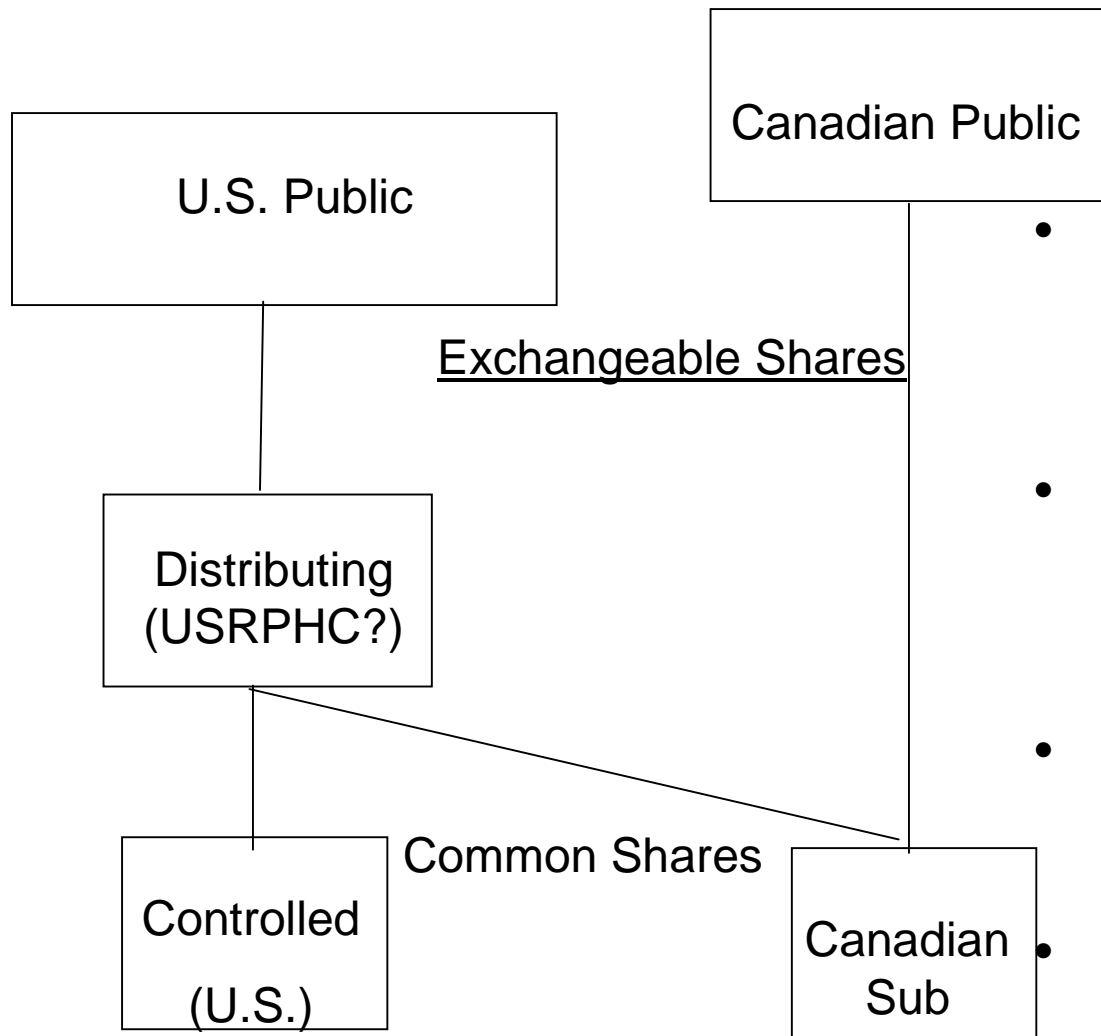 Canadian Public
U.S. Public
•
Exchangeable Shares
•
Distributing
(USRPHC?)
•
Common Shares
Controlled
(U.S.)
Canadian
Sub
•